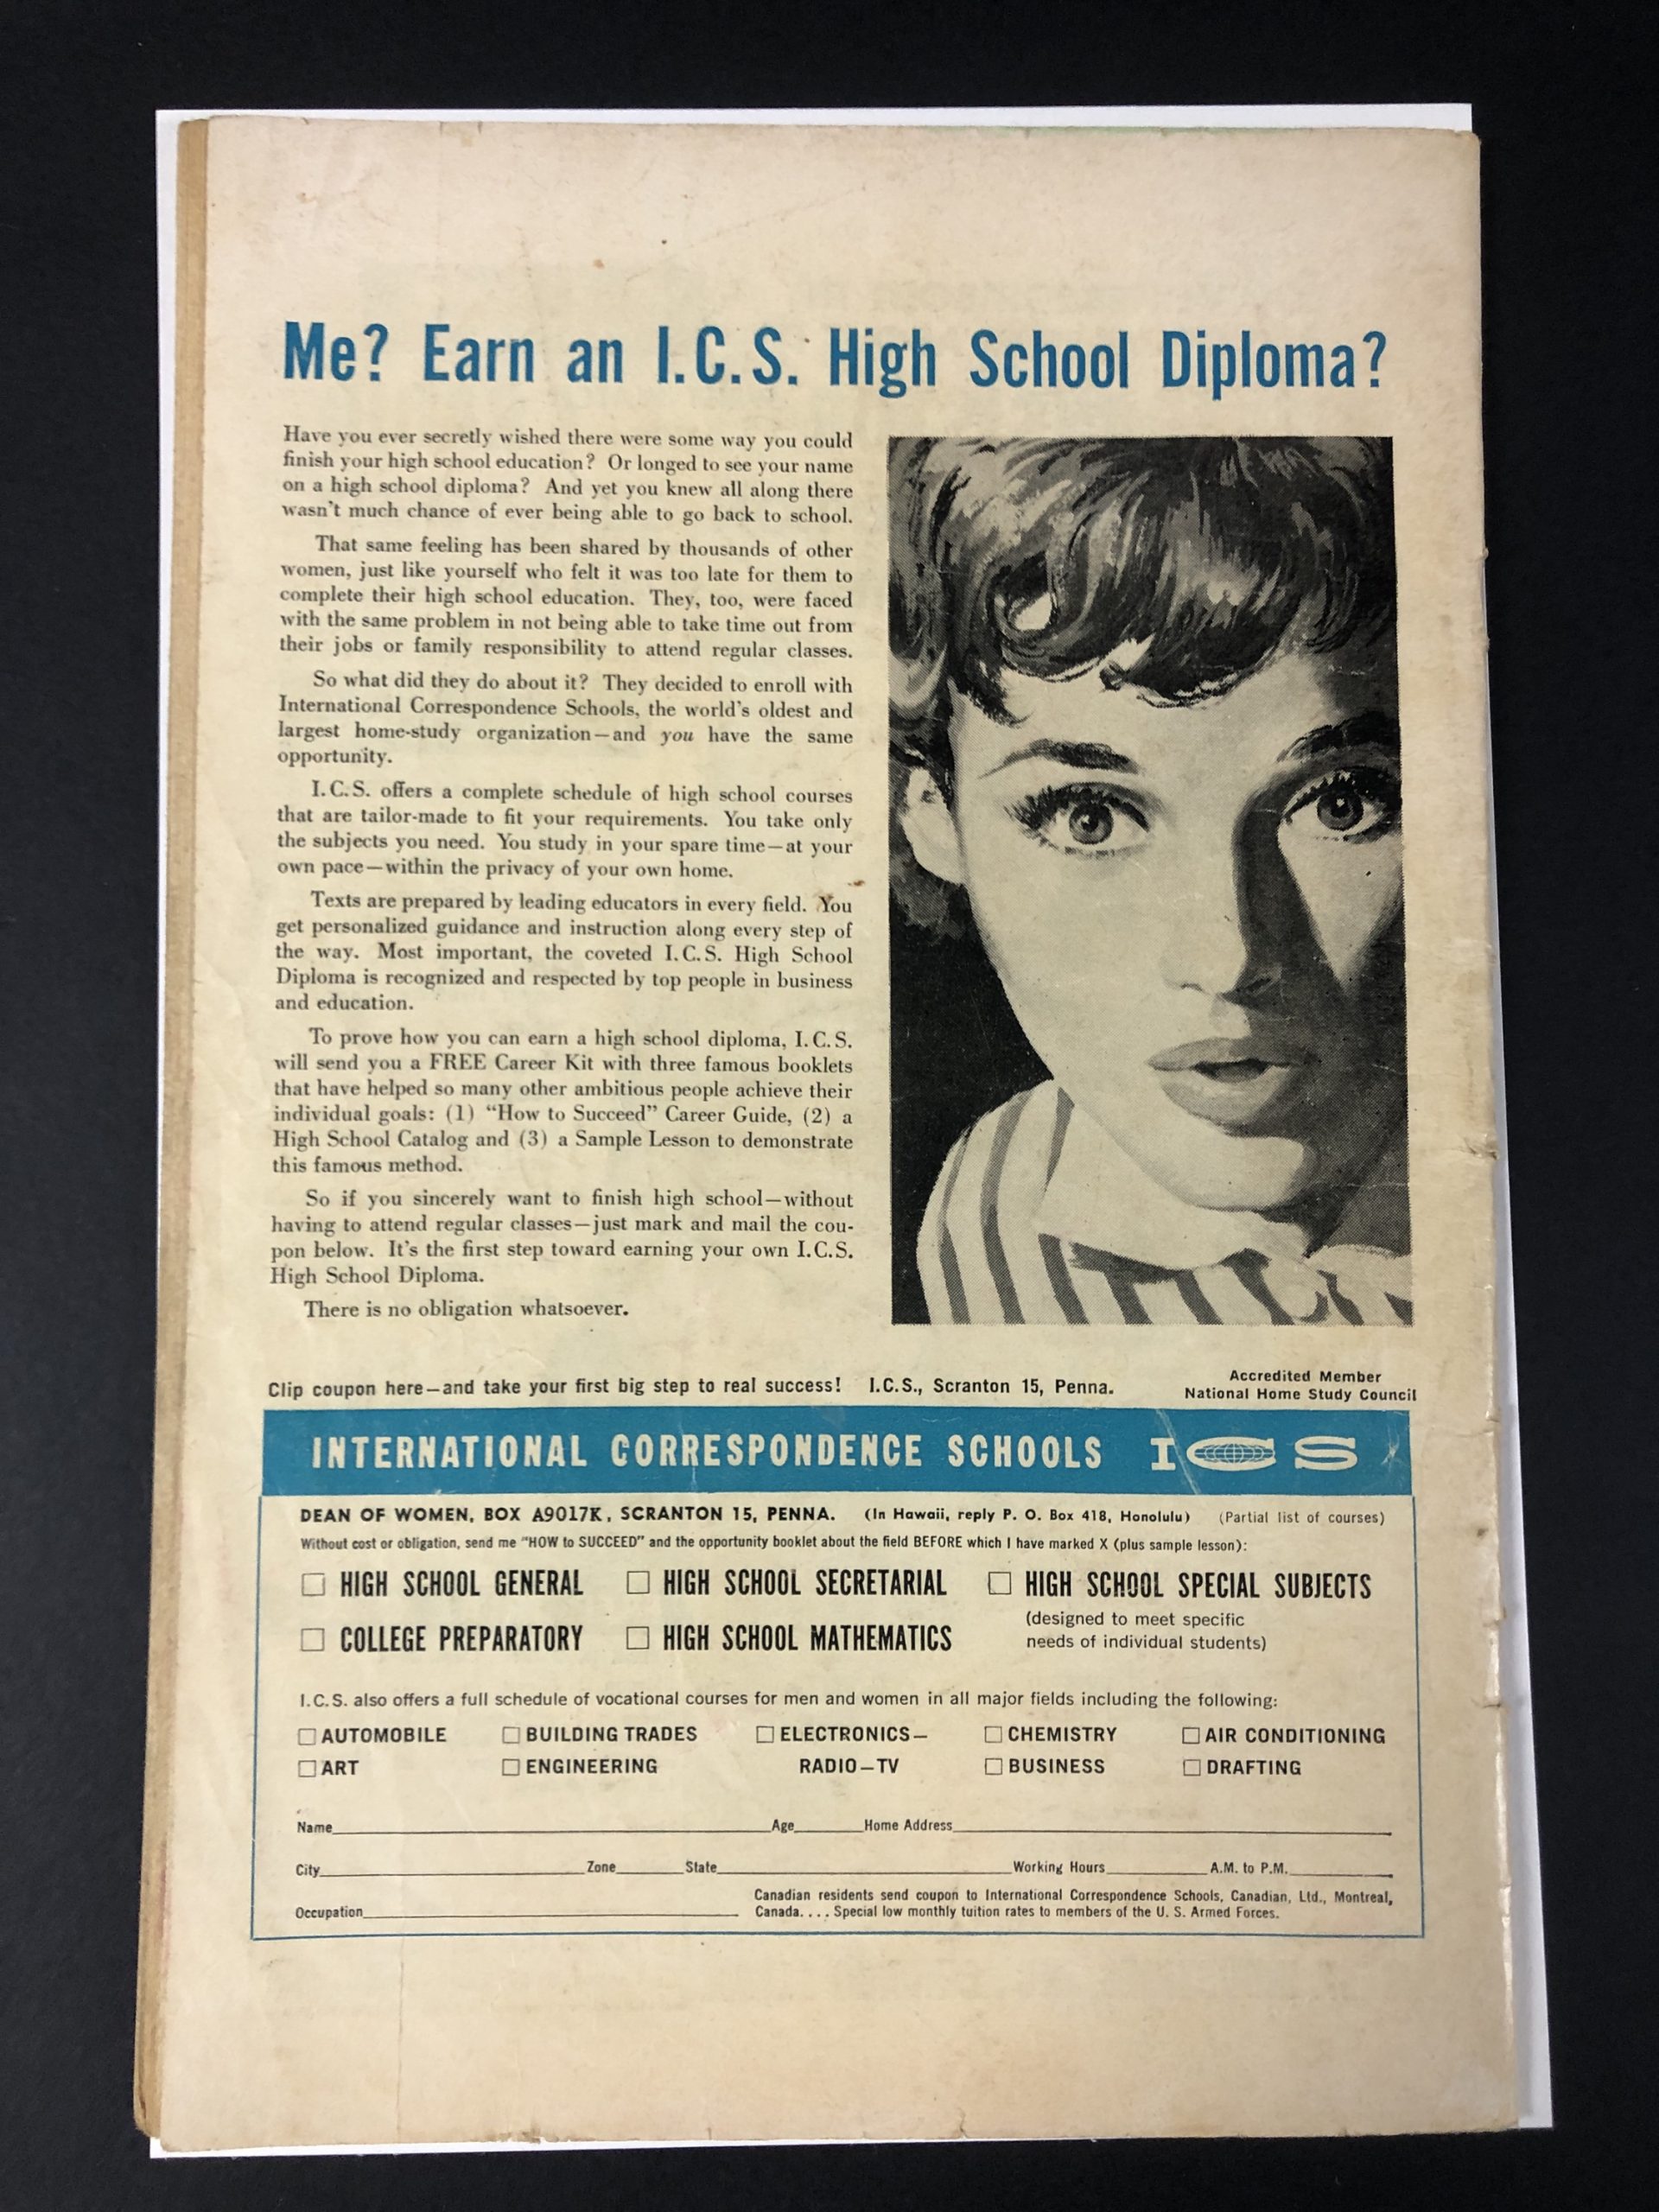 Me? Earn an I.C.S. High School Diploma?
Have you ever secretly wished there were some way you could
finish your high school education? Or longed to see your name
on a high school diploma? And yet you knew all along there
wasn't much chance of ever being able to go back to school.
That same feeling has been shared by thousands of other
women, just like yourself who felt it was too late for them to
complete their high school education. They, too, were faced
with the same problem in not being able to take time out from
their jobs or family responsibility to attend regular classes.
So what did they do about it? They decided to enroll with
International Correspondence Schools, the world's oldest and
largest home-study organization—and you have the same
opportunity.
I.C.S. offers a complete schedule of high school courses
that are tailor-made to fit your requirements. You take only
the subjects you need. You study in your spare time—at your
own pace—within the privacy of your own home.
Texts are prepared by leading educators in every field. You
get personalized guidance and instruction along every step of
the way. Most important, the coveted I.C.S. High School
Diploma is recognized and respected by top people in business
and education.
To prove how you can earn a high school diploma, I.C.S.
will send you a FREE Career Kit with three famous booklets
that have helped so many other ambitious people achieve their
individual goals: (1) "How to Succeed" Career Guide, (2) a
High School Catalog and (3) a Sample Lesson to demonstrate
this famous method.
So if you sincerely want to finish high school—without
having to attend regular classes—just mark and mail the cou-
pon below. It's the first step toward earning your own I.C.S.
High School Diploma.
There is no obligation whatsoever.
Clip coupon here—and take your first big step to real success! I.C.S., Scranton 15, Penna.
Accredited Member
National Home Study Council
INTERNATIONAL CORRESPONDENCE SCHOOLS ICS
DEAN OF WOMEN, BOX A9017K, SCRANTON 15, PENNA. (In Hawaii, reply P. O. Box 418, Honolulu) (Partial list of courses)
Without cost or obligation, send me "HOW to SUCCEED" and the opportunity booklet about the field BEFORE which I have marked X (plus sample lesson):
☐ HIGH SCHOOL GENERAL ☐ HIGH SCHOOL SECRETARIAL ☐ HIGH SCHOOL SPECIAL SUBJECTS
(designed to meet specific
☐ COLLEGE PREPARATORY ☐ HIGH SCHOOL MATHEMATICS needs of individual students)
I.C.S. also offers a full schedule of vocational courses for men and women in all major fields including the following:
☐ AUTOMOBILE ☐ BUILDING TRADES ☐ ELECTRONICS— ☐ CHEMISTRY ☐ AIR CONDITIONING
☐ ART ☐ ENGINEERING RADIO—TV ☐ BUSINESS ☐ DRAFTING
Name Age Home Address
City Zone State Working Hours A.M. to P.M.
Canadian residents send coupon to International Correspondence Schools, Canadian, Ltd., Montreal,
Occupation Canada. . . . Special low monthly tuition rates to members of the U. S. Armed Forces.